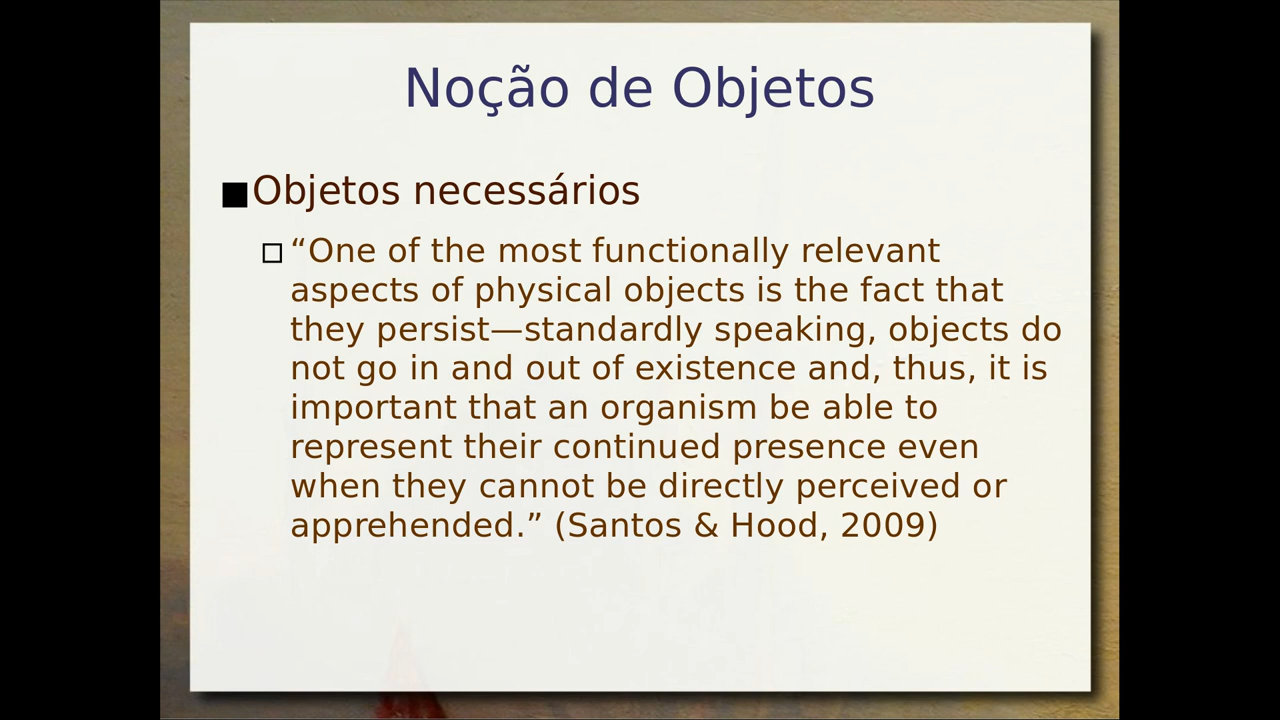 Noção de Objetos
Objetos necessários
“One of the most functionally relevant
aspects of physical objects is the fact that
they persist—standardly speaking, objects do
not go in and out of existence and, thus, it is
important that an organism be able to
represent their continued presence even
when they cannot be directly perceived or
apprehended.” (Santos & Hood, 2009)